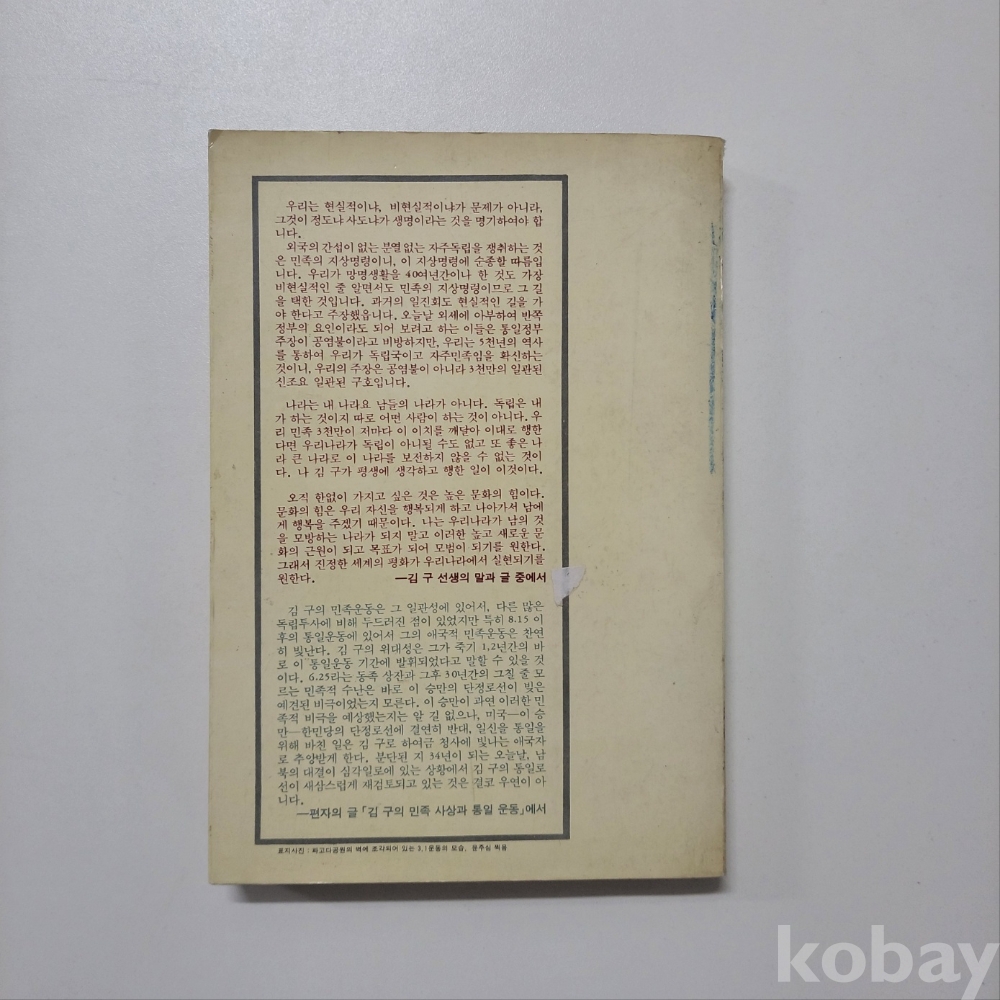 우리는 현실적이냐, 비현실적이냐가 문제가 아니라,
그것이 정도냐 사도냐가 생명이라는 것을 명기하여야 합
니다.
외국의 간섭이 없는 분열없는 자주독립을 쟁취하는 것
은 민족의 지상명령이니, 이 지상명령에 순종할 따름입
니다. 우리가 망명생활을 40여년간이나 한 것도 가장
비현실적인 줄 알면서도 민족의 지상명령이므로 그 길
을 택한 것입니다. 과거의 일진회도 현실적인 길을 가
야 한다고 주장했읍니다. 오늘날 외세에 아부하여 반쪽
정부의 요인이라도 되어 보려고 하는 이들은 통일정부
주장이 공염불이라고 비방하지만, 우리는 5천년의 역사
를 통하여 우리가 독립국이고 자주민족임을 확신하는
것이니, 우리의 주장은 공염불이 아니라 3천만의 일관된
신조요 일관된 구호입니다.
나라는 내 나라요 남들의 나라가 아니다. 독립은 내
가 하는 것이지 따로 어떤 사람이 하는 것이 아니다. 우
리 민족 3천만이 저마다 이 이치를 깨달아 이대로 행한
다면 우리나라가 독립이 아니될 수도 없고 또 좋은 나
라 큰 나라로 이 나라를 보전하지 않을 수 없는 것이
다. 나 김 구가 평생에 생각하고 행한 일이 이것이다.
오직 한없이 가지고 싶은 것은 높은 문화의 힘이다.
문화의 힘은 우리 자신을 행복되게 하고 나아가서 남에
게 행복을 주겠기 때문이다. 나는 우리나라가 남의 것
을 모방하는 나라가 되지 말고 이러한 높고 새로운 문
화의 근원이 되고 목표가 되어 모범이 되기를 원한다.
그래서 진정한 세계의 평화가 우리나라에서 실현되기를
원한다. —김 구 선생의 말과 글 중에서
김 구의 민족운동은 그 일관성에 있어서, 다른 많은
독립투사에 비해 두드러진 점이 있었지만 특히 8.15 이
후의 통일운동에 있어서 그의 애국적 민족운동은 찬연
히 빛난다. 김 구의 위대성은 그가 죽기 1,2년간의 바
로 이 통일운동 기간에 발휘되었다고 말할 수 있을 것
이다. 6.25라는 동족 상잔과 그후 30년간의 그칠 줄 모
르는 민족적 수난은 바로 이 승만의 단정로선이 빚은
예견된 비극이었는지 모른다. 이 승만이 과연 이러한 민
족적 비극을 예상했는지는 알 길 없으나, 미국—이 승
만—한민당의 단정로선에 결연히 반대, 일신을 통일을
위해 바친 일은 김 구로 하여금 청사에 빛나는 애국자
로 추앙받게 한다. 분단된 지 34년이 되는 오늘날, 남
북의 대결이 심각일로에 있는 상황에서 김 구의 통일로
선이 새삼스럽게 재검토되고 있는 것은 결코 우연이 아
니다.
—편자의 글 「김 구의 민족 사상과 통일 운동」에서
표지사진 : 파고다공원의 벽에 조각되어 있는 3.1운동의 모습.
kobay